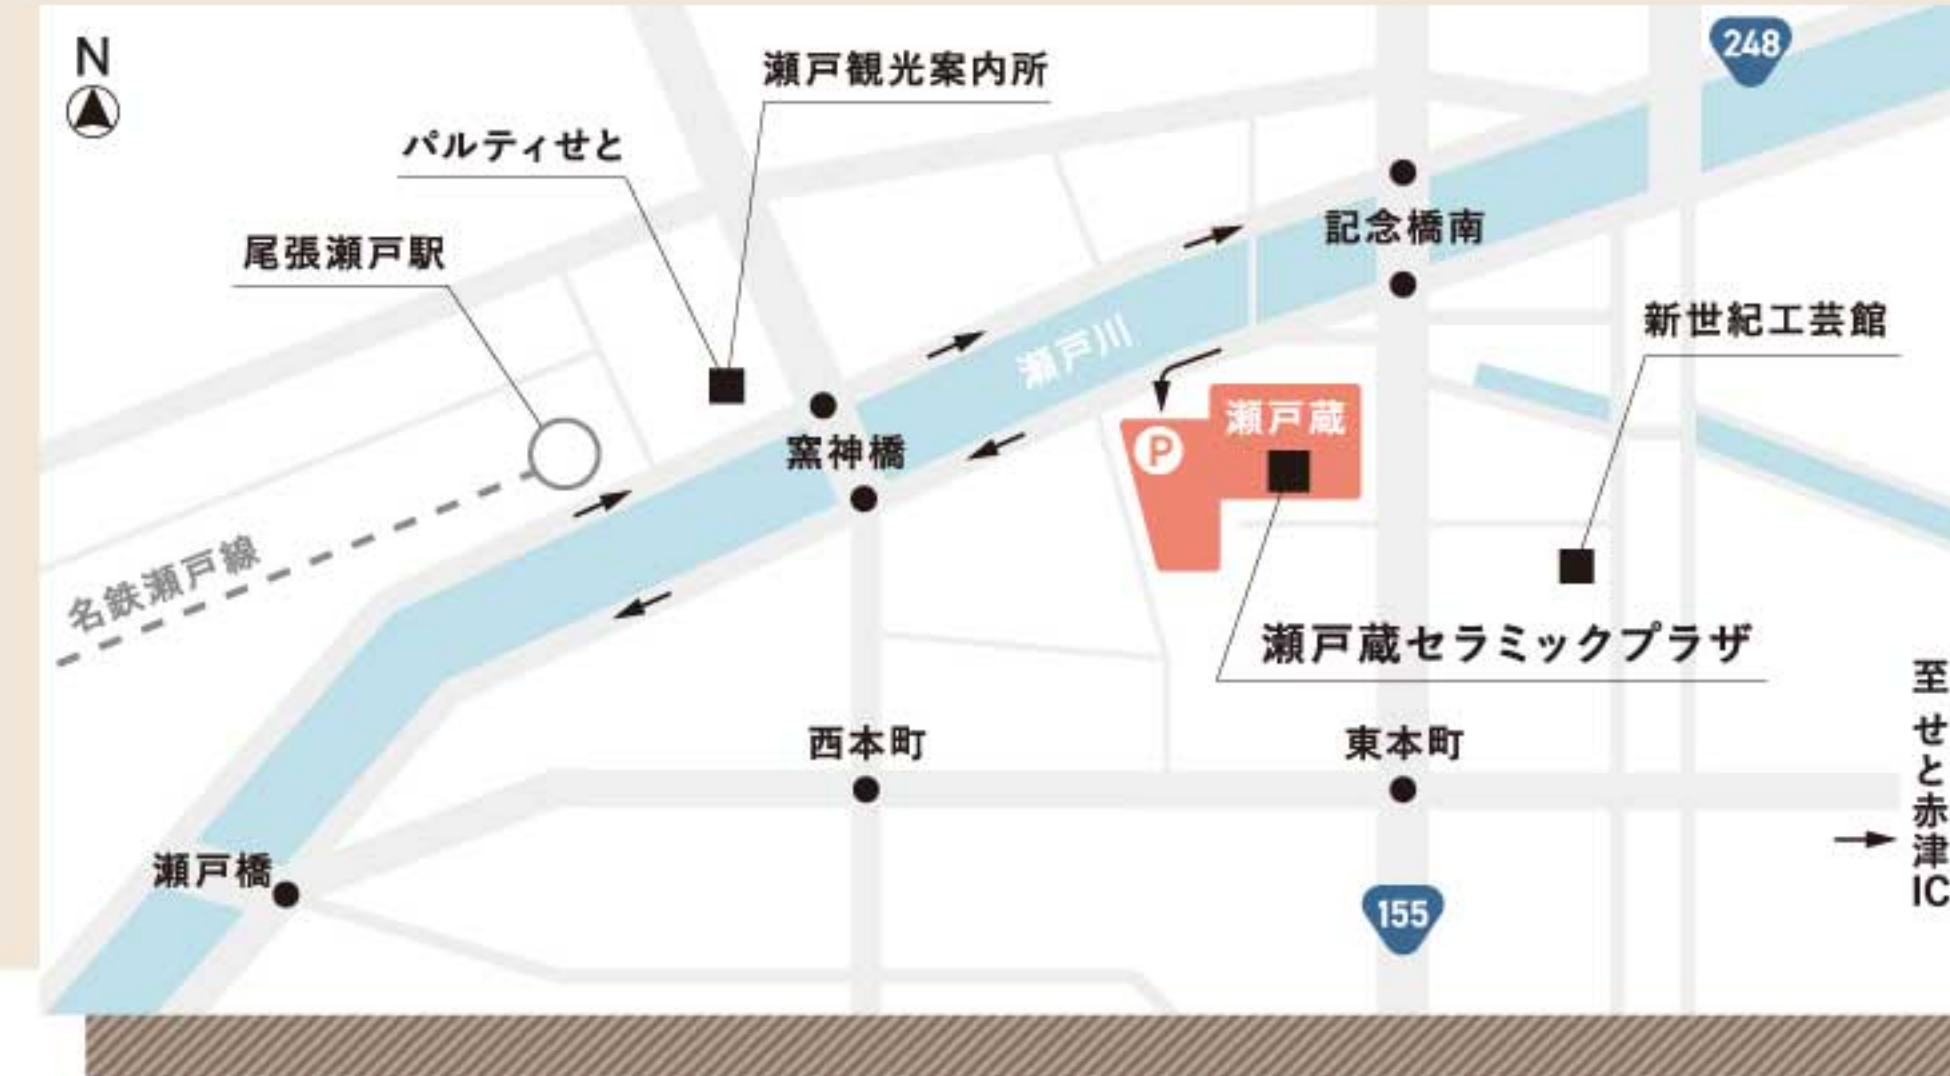 N
248
瀬戸観光案内所
パルティせと
尾張瀬戸駅
記念橋南
新世紀工芸館
瀬戸川
瀬戸蔵
P
窯神橋
名鉄瀬戸線
瀬戸蔵セラミックプラザ
至 せと赤津IC
西本町
東本町
瀬戸橋
155